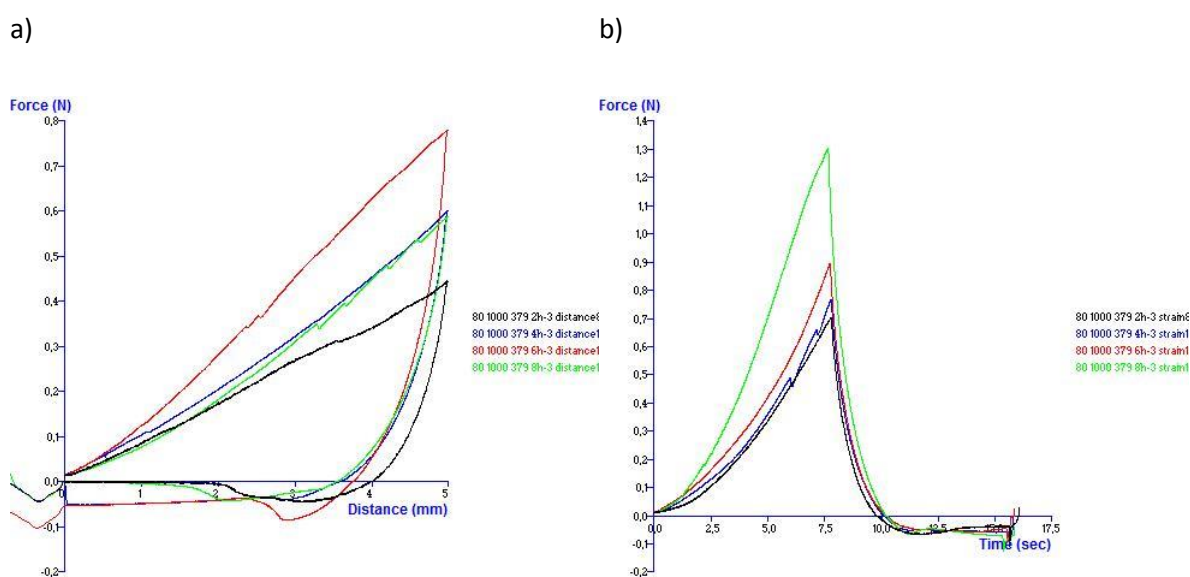 a)
b)
Force (N)
0,8
0,7
0,6
0,5
0,4
0,3
0,2
0,1
0
-0,1
-0,2
1
2
3
4
5
Distance (mm)
80 1000 379 2h-3 distance
80 1000 379 4h-3 distance1
80 1000 379 6h-3 distance1
80 1000 379 8h-3 distance1
Force (N)
1,4
1,3
1,2
1,1
1,0
0,9
0,8
0,7
0,6
0,5
0,4
0,3
0,2
0,1
0,0
-0,1
-0,2
0,0
2,5
5,0
7,5
10,0
12,5
17,5
Time (sec)
80 1000 379 2h-3 strain8
80 1000 379 4h-3 strain1
80 1000 379 6h-3 strain1
80 1000 379 8h-3 strain1